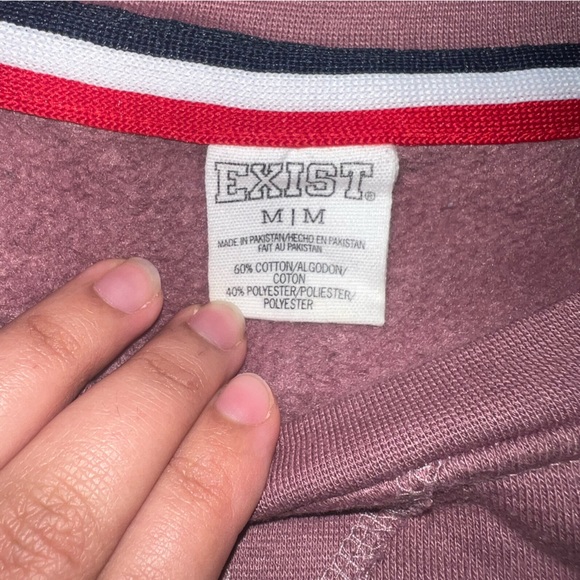 EXIST®
M|M
MADE IN PAKISTAN/HECHO EN PAKISTAN
FAIT AU PAKISTAN
60% COTTON/ALGODON/
COTON
40% POLYESTER/POLIESTER/
POLYESTER